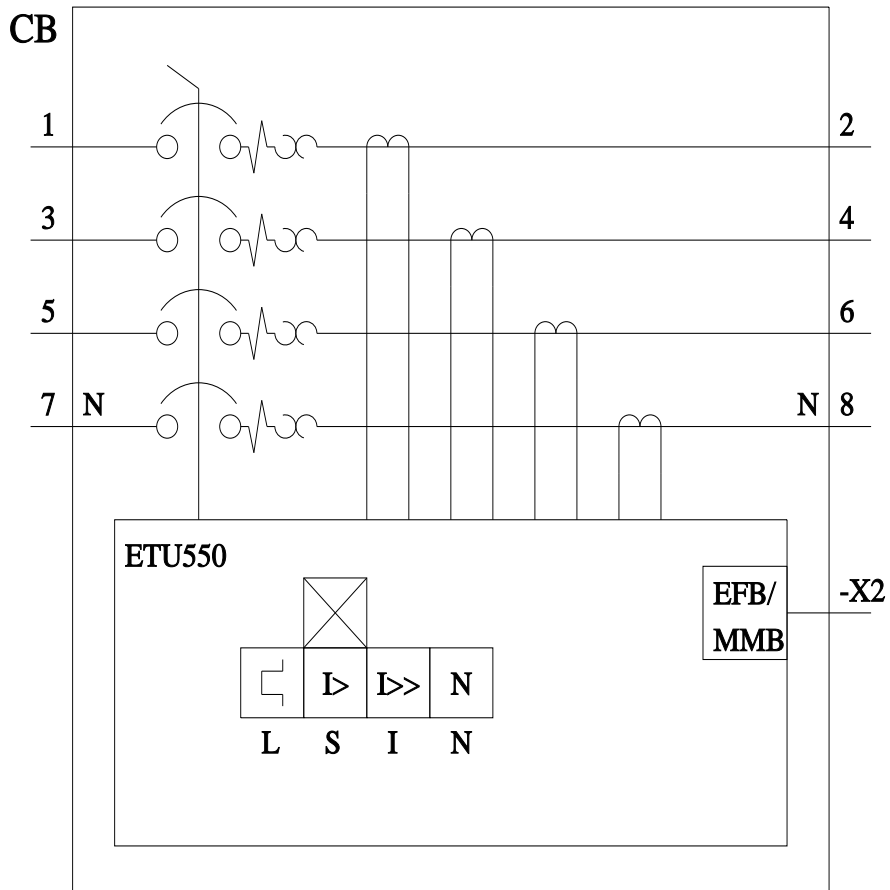 CB
1 2
3 4
5 6
7 N N 8
ETU550
EFB/ -X2
MMB
I> I>> N
L S I N